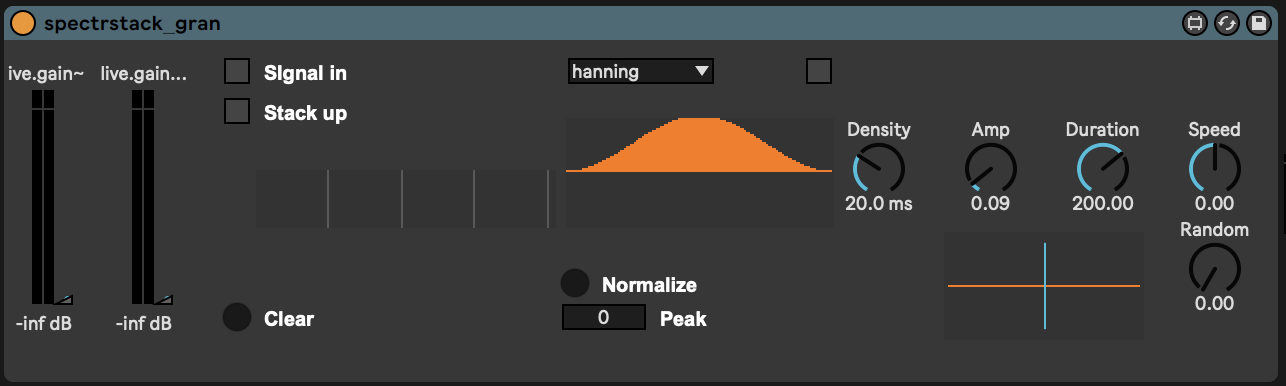 spectrstack_gran
ive.gain~
live.gain...
-inf dB
-inf dB
SIgnal in
Stack up
Clear
hanning
Normalize
0
Peak
Density
20.0 ms
Amp
0.09
Duration
200.00
Speed
0.00
Random
0.00